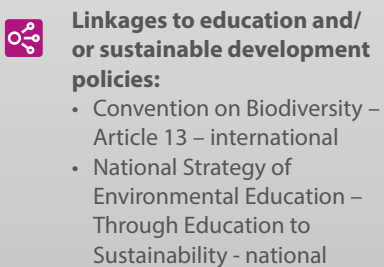 Linkages to education and/
or sustainable development
policies:
• Convention on Biodiversity –
Article 13 – international
• National Strategy of
Environmental Education –
Through Education to
Sustainability - national